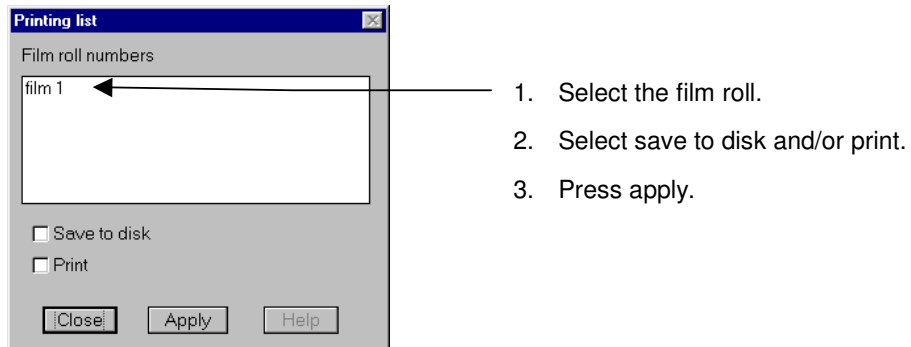 Printing list
Film roll numbers
film 1
Save to disk
Print
Close Apply Help
1. Select the film roll.
2. Select save to disk and/or print.
3. Press apply.